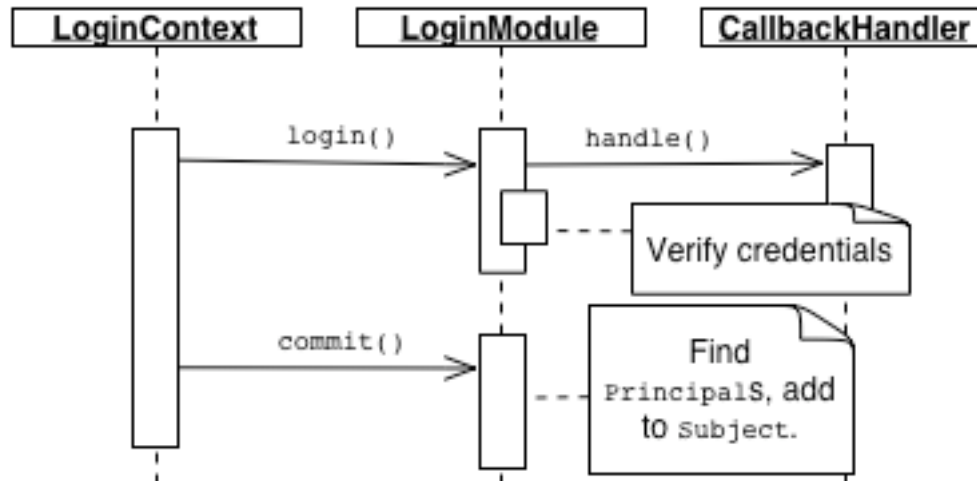 LoginContext LoginModule CallbackHandler
login() handle()
Verify credentials
commit()
Find
Principals, add
to Subject.